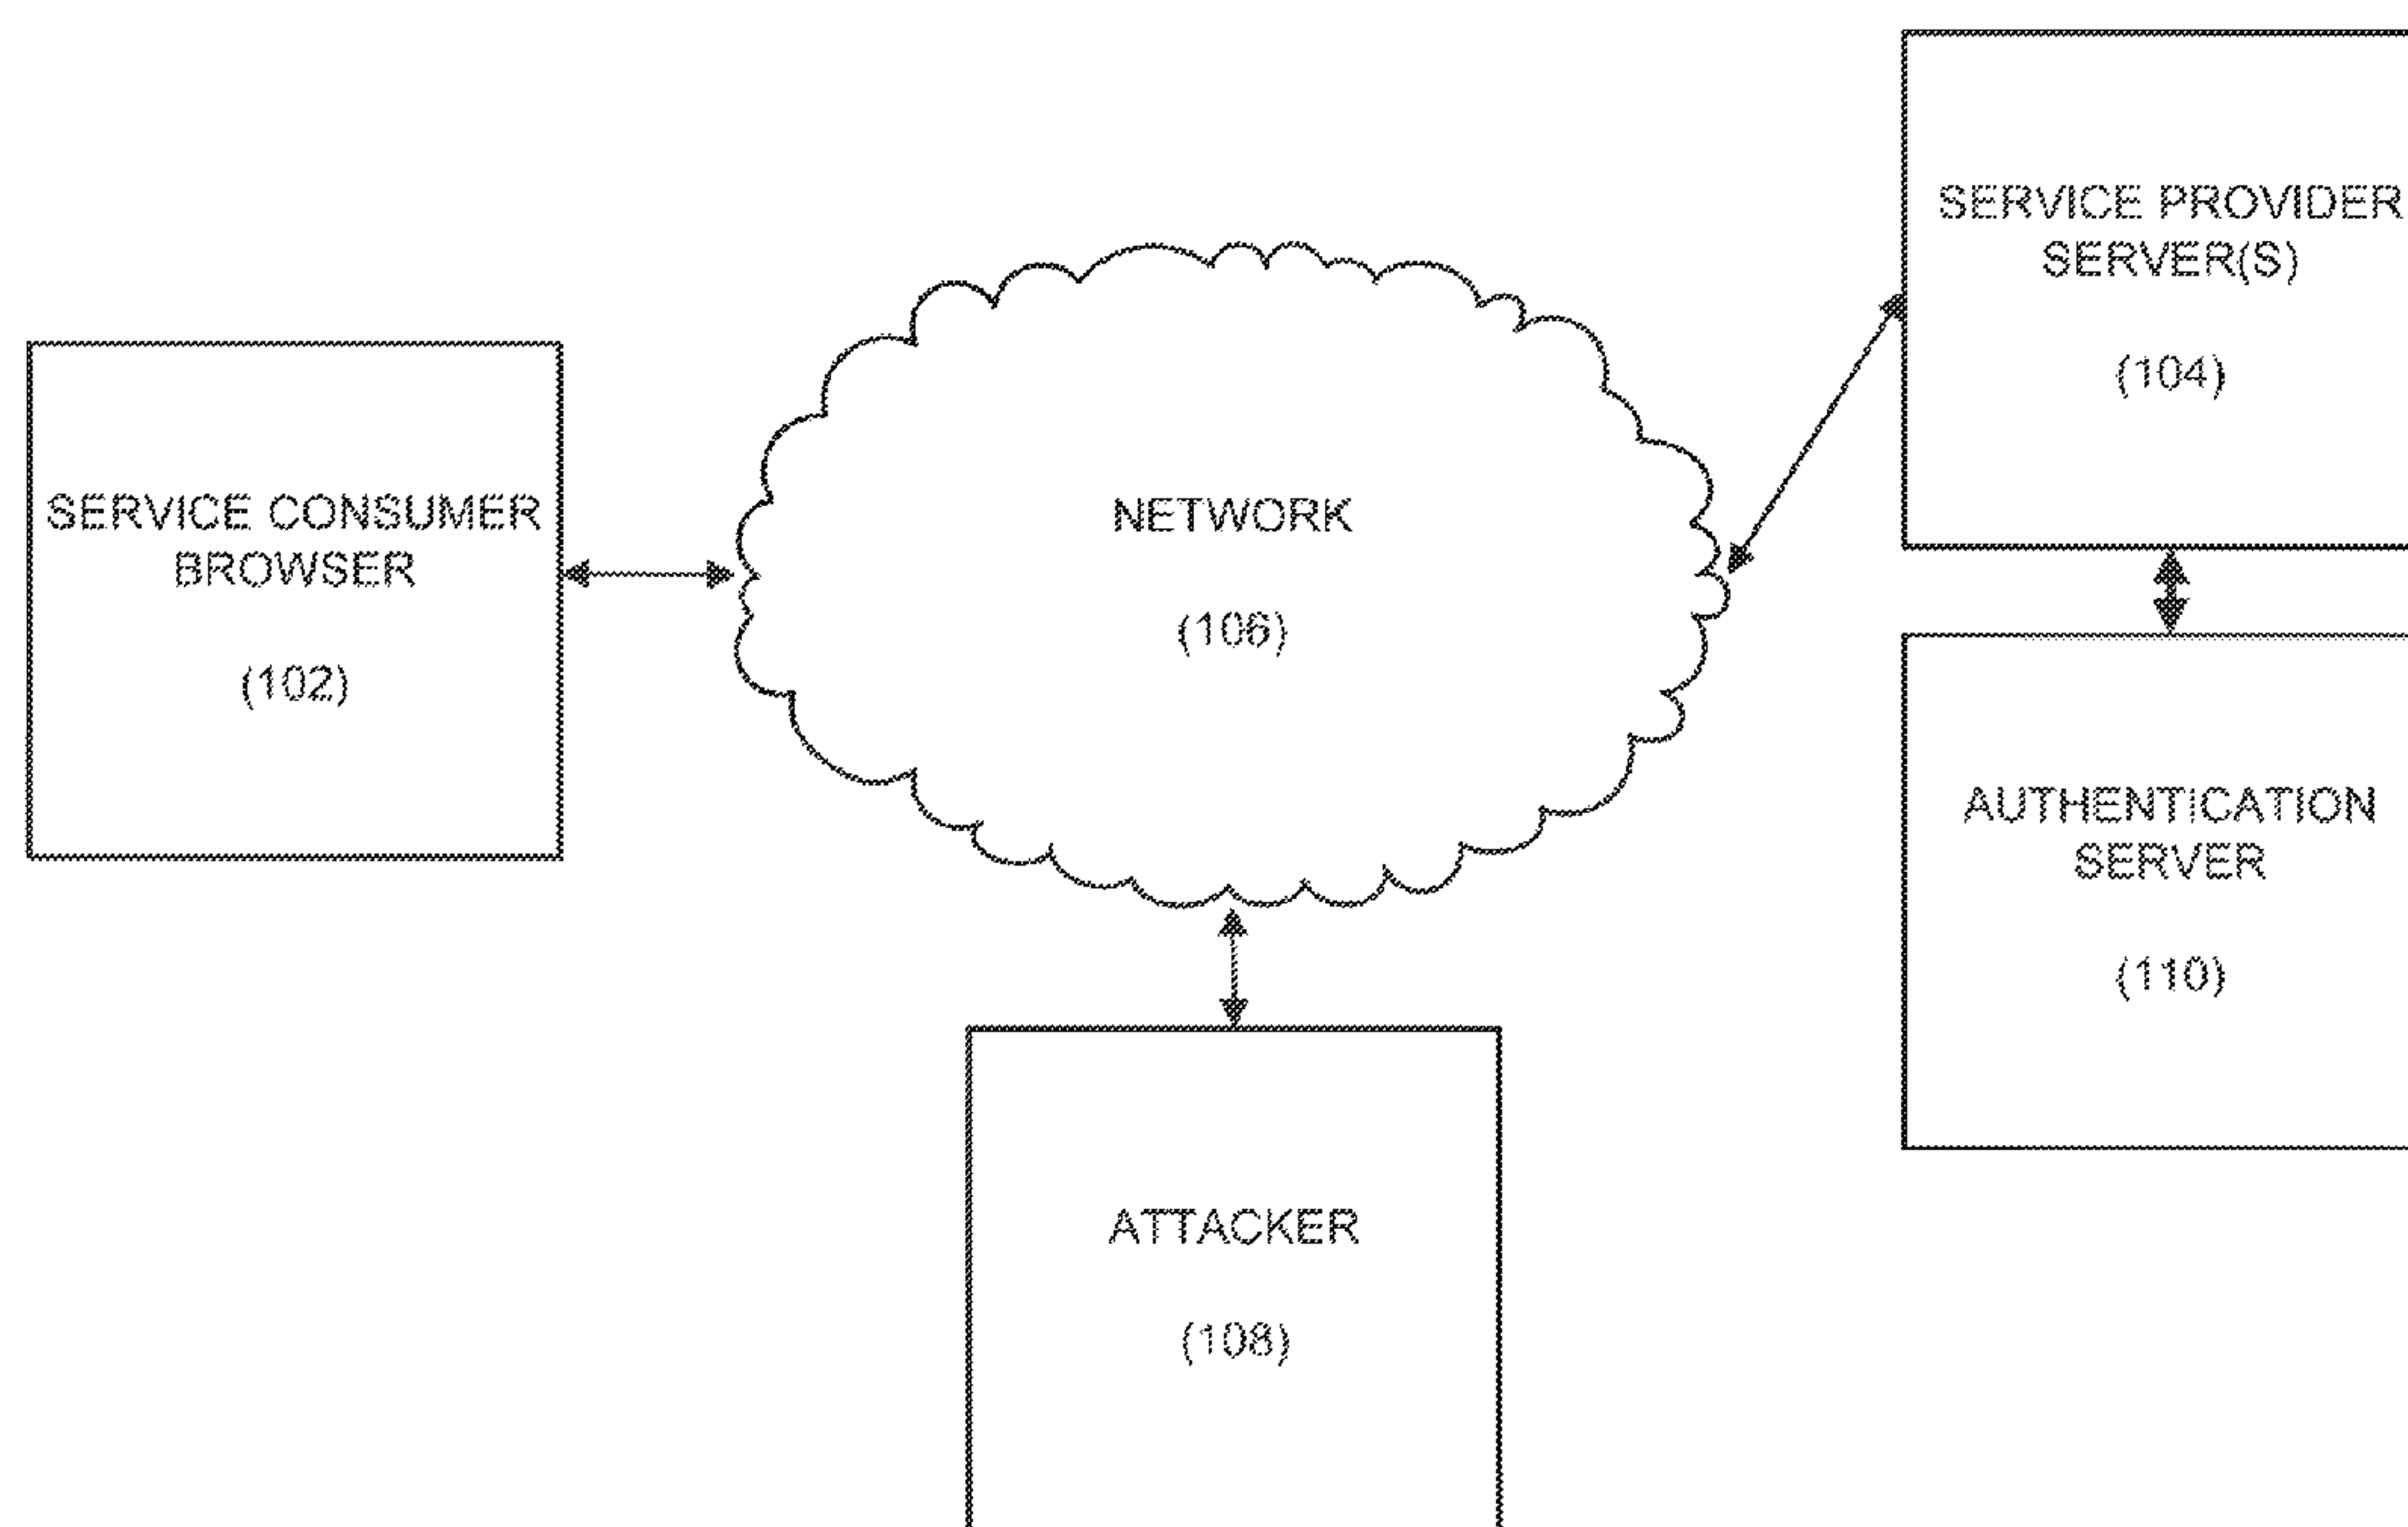 SERVICE PROVIDER
SERVER(S)
(104)
SERVICE CONSUMER
BROWSER
(102)
NETWORK
(106)
AUTHENTICATION
SERVER
(110)
ATTACKER
(108)